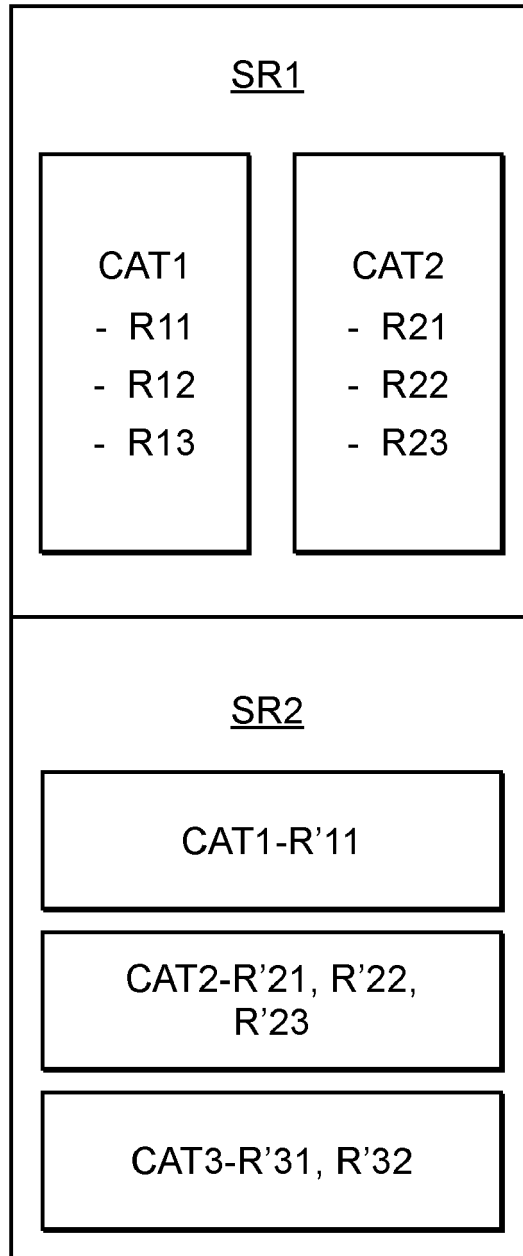 SR1
CAT1
- R11
- R12
- R13
CAT2
- R21
- R22
- R23
SR2
CAT1-R’11
CAT2-R’21, R’22,
R’23
CAT3-R’31, R’32